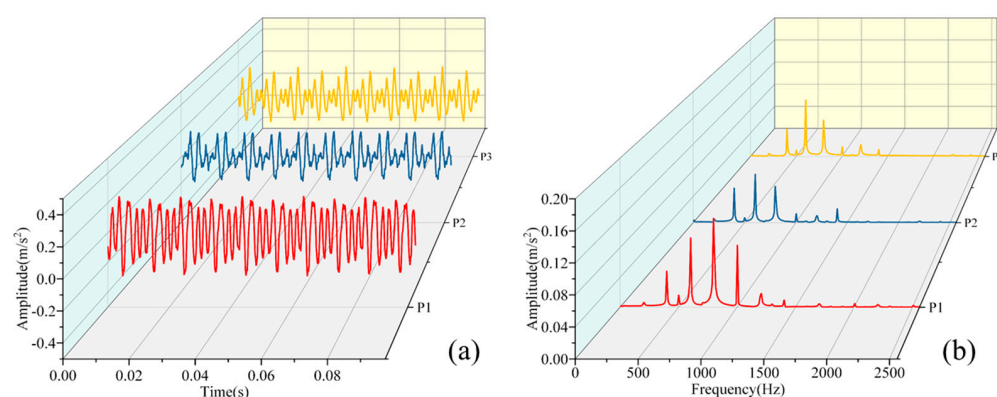 (a)
Amplitude(m/s²)
0.4
0.2
0.0
-0.2
-0.4
0.00
0.02
0.04
0.06
0.08
Time(s)
P1
P2
P3
(b)
Amplitude(m/s²)
0.20
0.16
0.12
0.08
0.04
0.00
0
500
1000
1500
2000
2500
Frequency(Hz)
P1
P2